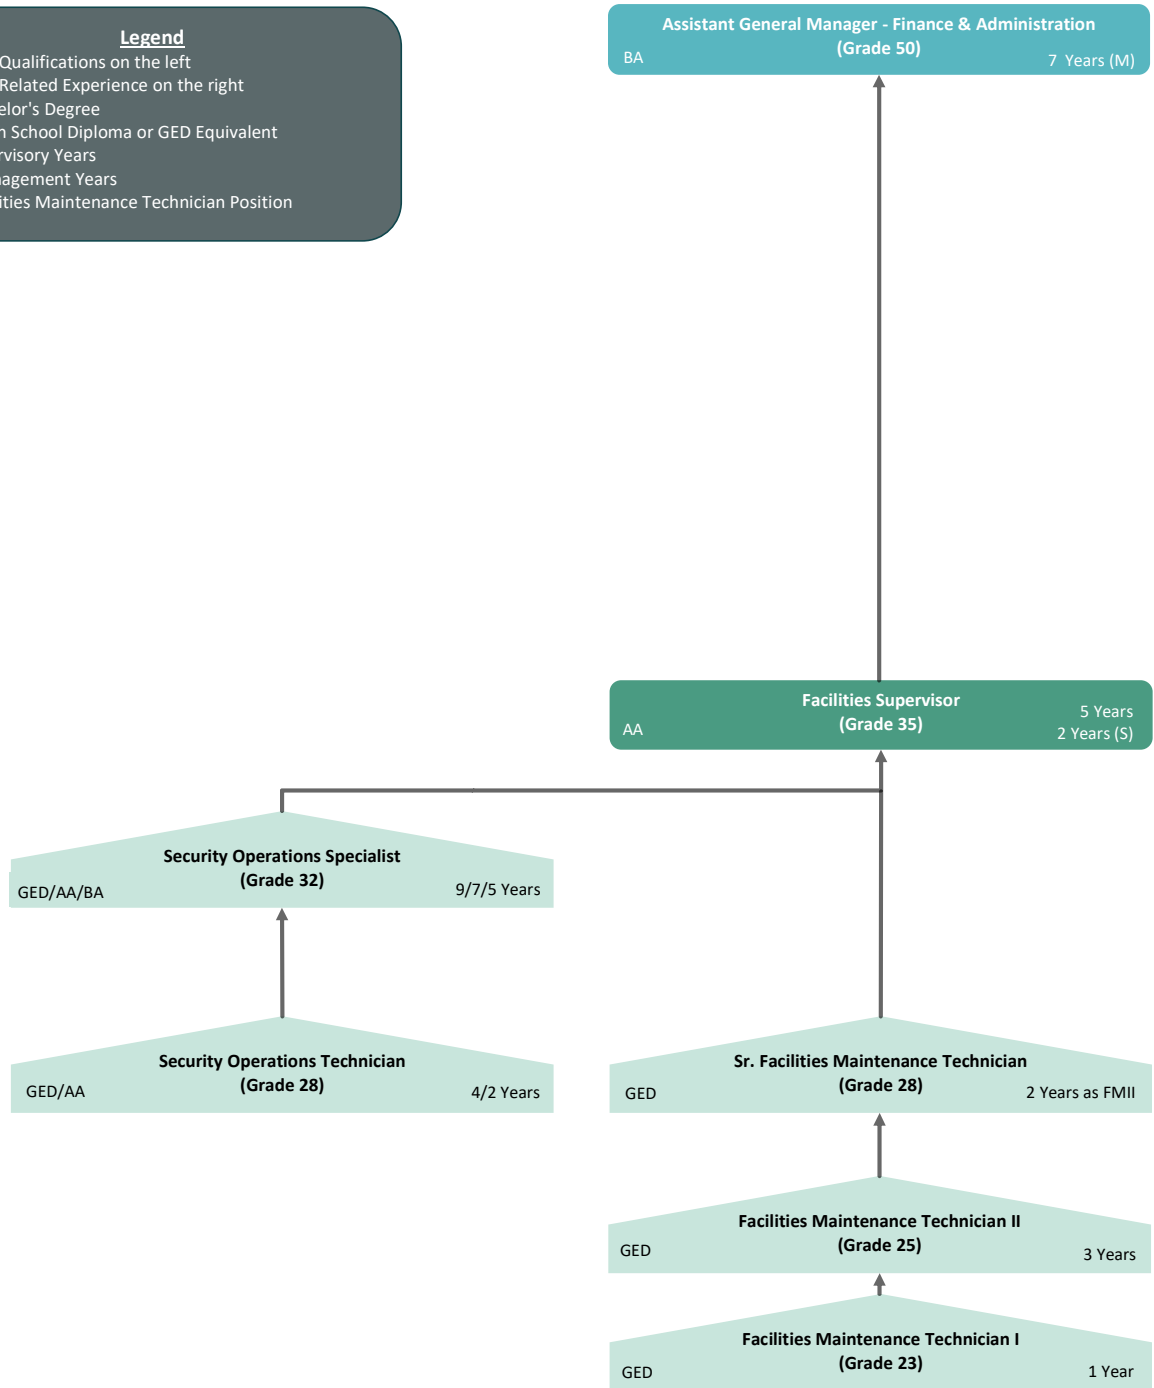 Legend
Qualifications on the left
Related Experience on the right
elor's Degree
School Diploma or GED Equivalent
rvisory Years
agement Years
ities Maintenance Technician Position
Assistant General Manager - Finance & Administration
(Grade 50)
BA
7 Years (M)
Facilities Supervisor
(Grade 35)
AA
5 Years
2 Years (S)
Security Operations Specialist
(Grade 32)
GED/AA/BA
9/7/5 Years
Security Operations Technician
(Grade 28)
GED/AA
4/2 Years
Sr. Facilities Maintenance Technician
(Grade 28)
GED
2 Years as FMII
Facilities Maintenance Technician II
(Grade 25)
GED
3 Years
Facilities Maintenance Technician I
(Grade 23)
GED
1 Year